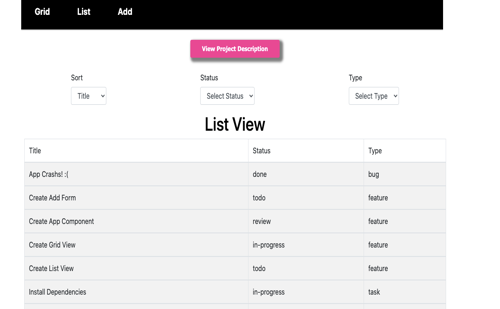 Grid List Add
View Project Description
Sort Status Type
Title Select Status Select Type
List View
Title Status Type
App Crashs! :( done bug
Create Add Form todo feature
Create App Component review feature
Create Grid View in-progress feature
Create List View todo feature
Install Dependencies in-progress task